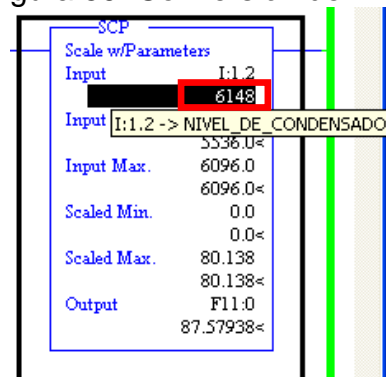 SCP
Scale w/Parameters
Input I:1.2
6148
Input
I:1.2 -> NIVEL_DE_CONDENSADO
5536.0<
Input Max. 6096.0
6096.0<
Scaled Min. 0.0
0.0<
Scaled Max. 80.138
80.138<
Output F11:0
87.57938<